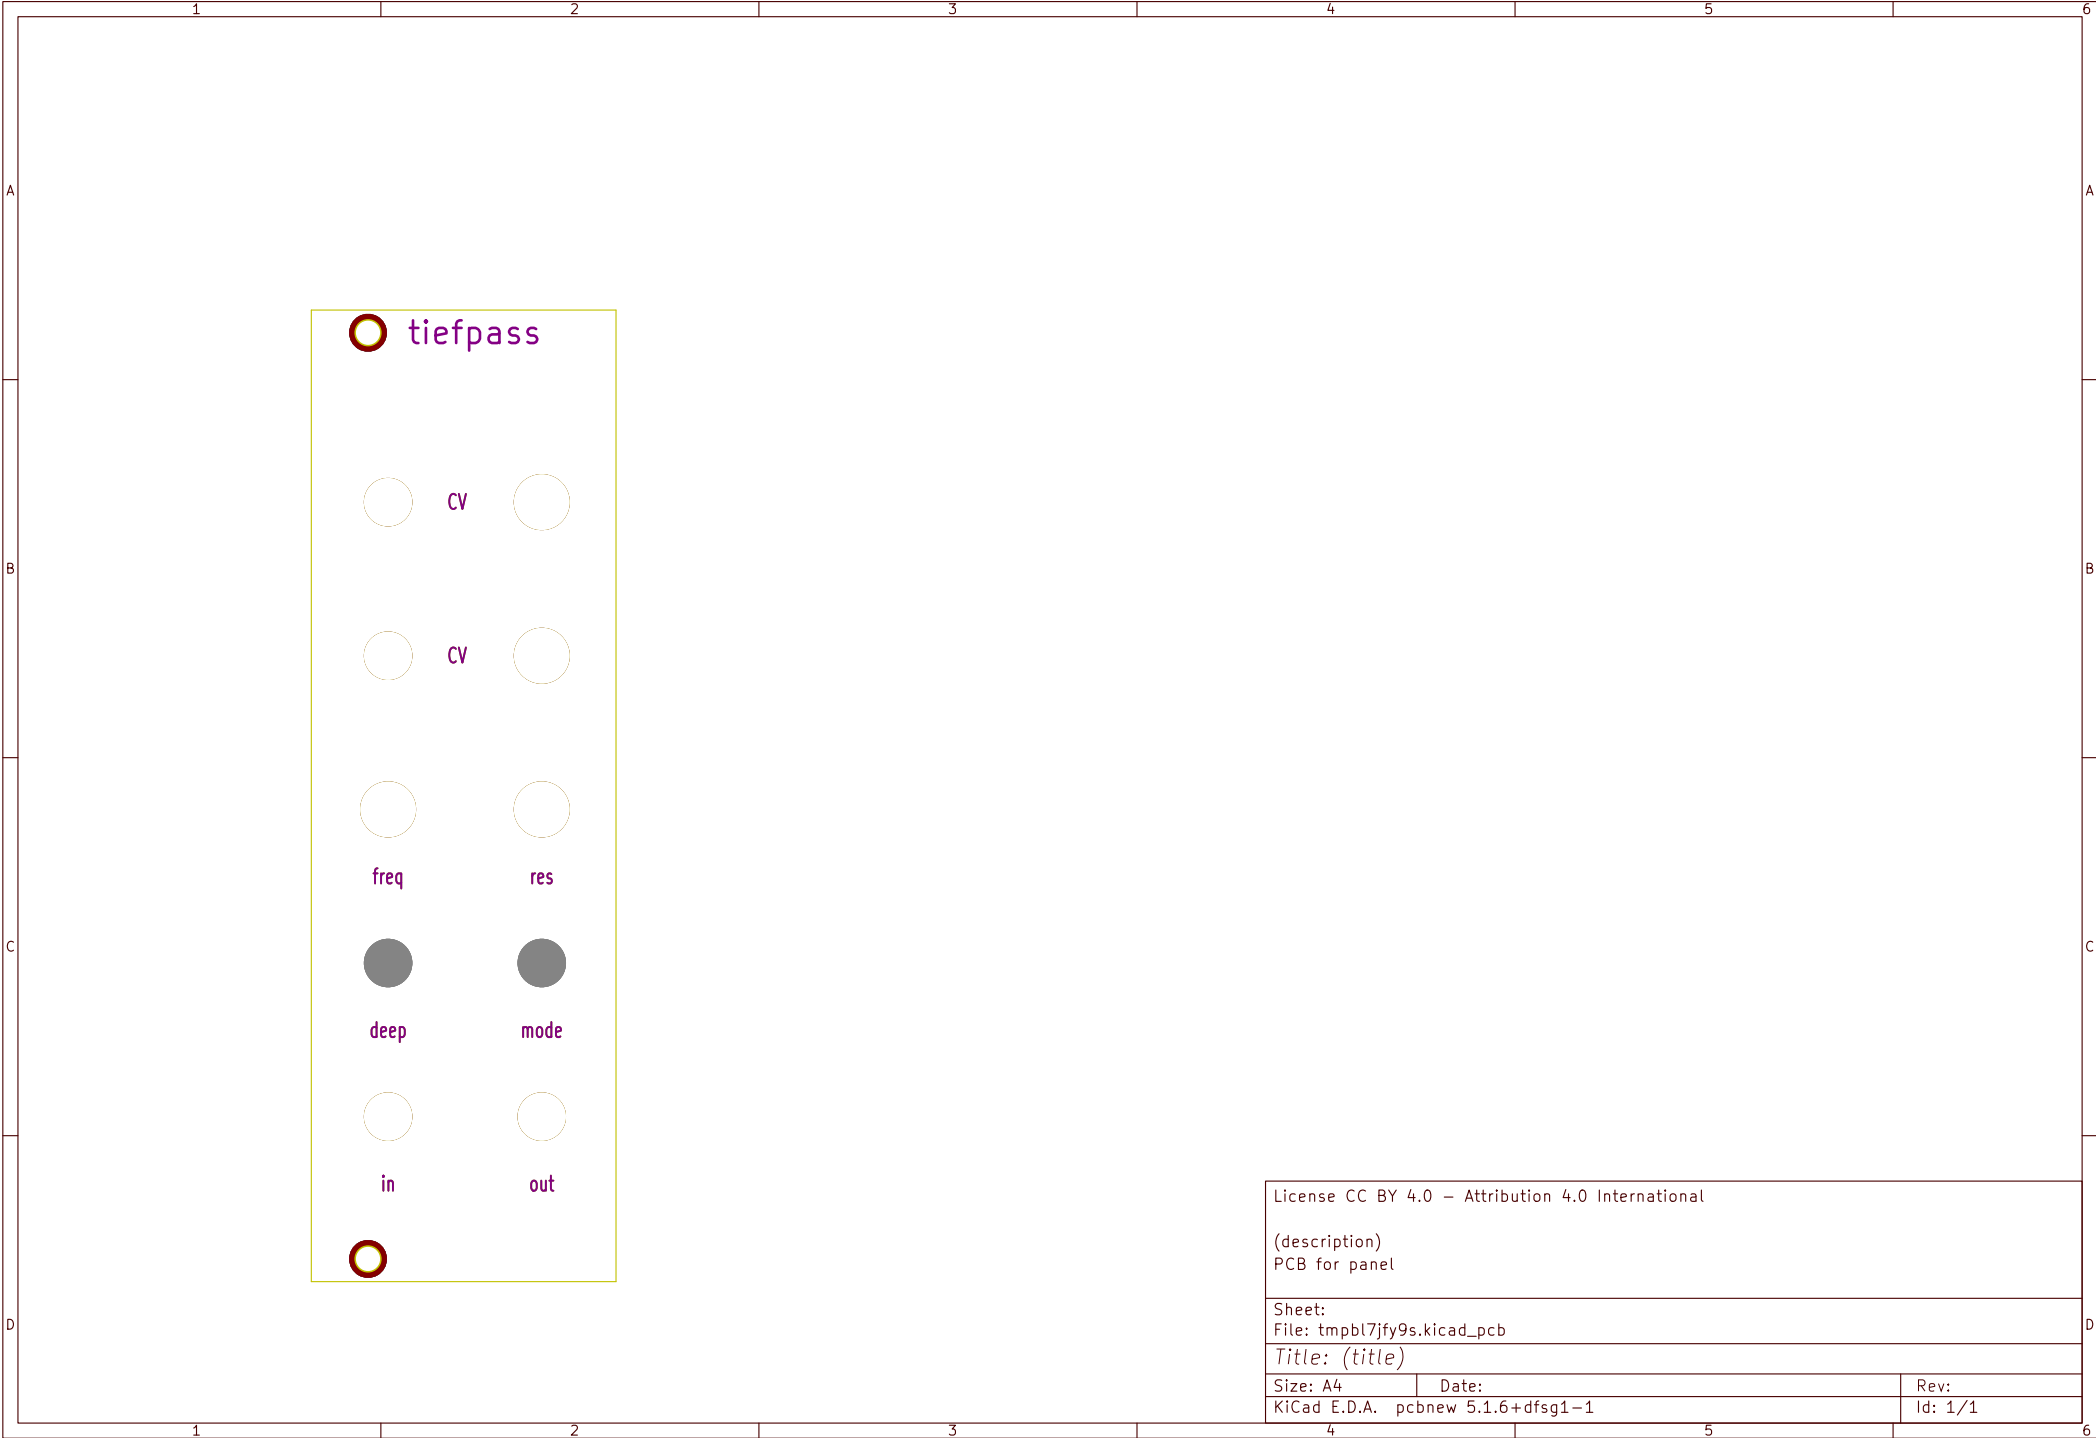 1 2 3 4 5 6
A A
tiefpass
CV
B B
CV
freq res
C C
deep mode
in out
License CC BY 4.0 – Attribution 4.0 International
(description)
PCB for panel
Sheet:
D D
File: tmpbl7jfy9s.kicad_pcb
Title: (title)
Size: A4 Date: Rev:
KiCad E.D.A. pcbnew 5.1.6+dfsg1-1 Id: 1/1
1 2 3 4 5 6